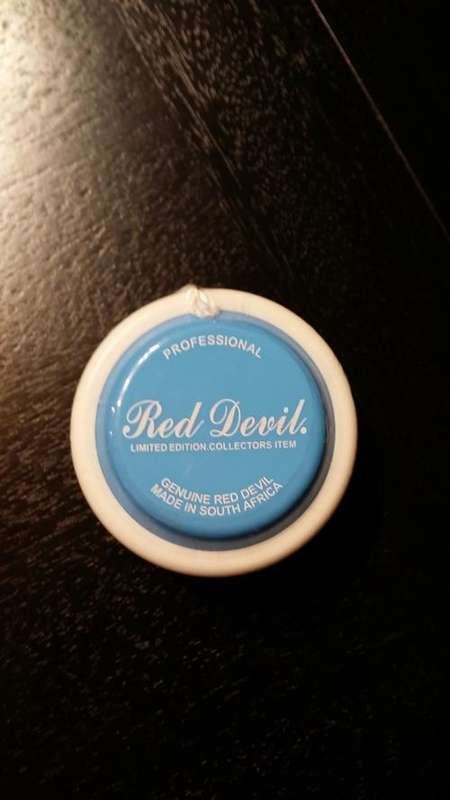 PROFESSIONAL
Red Devil.
LIMITED EDITION.COLLECTORS ITEM
GENUINE RED DEVIL
MADE IN SOUTH AFRICA